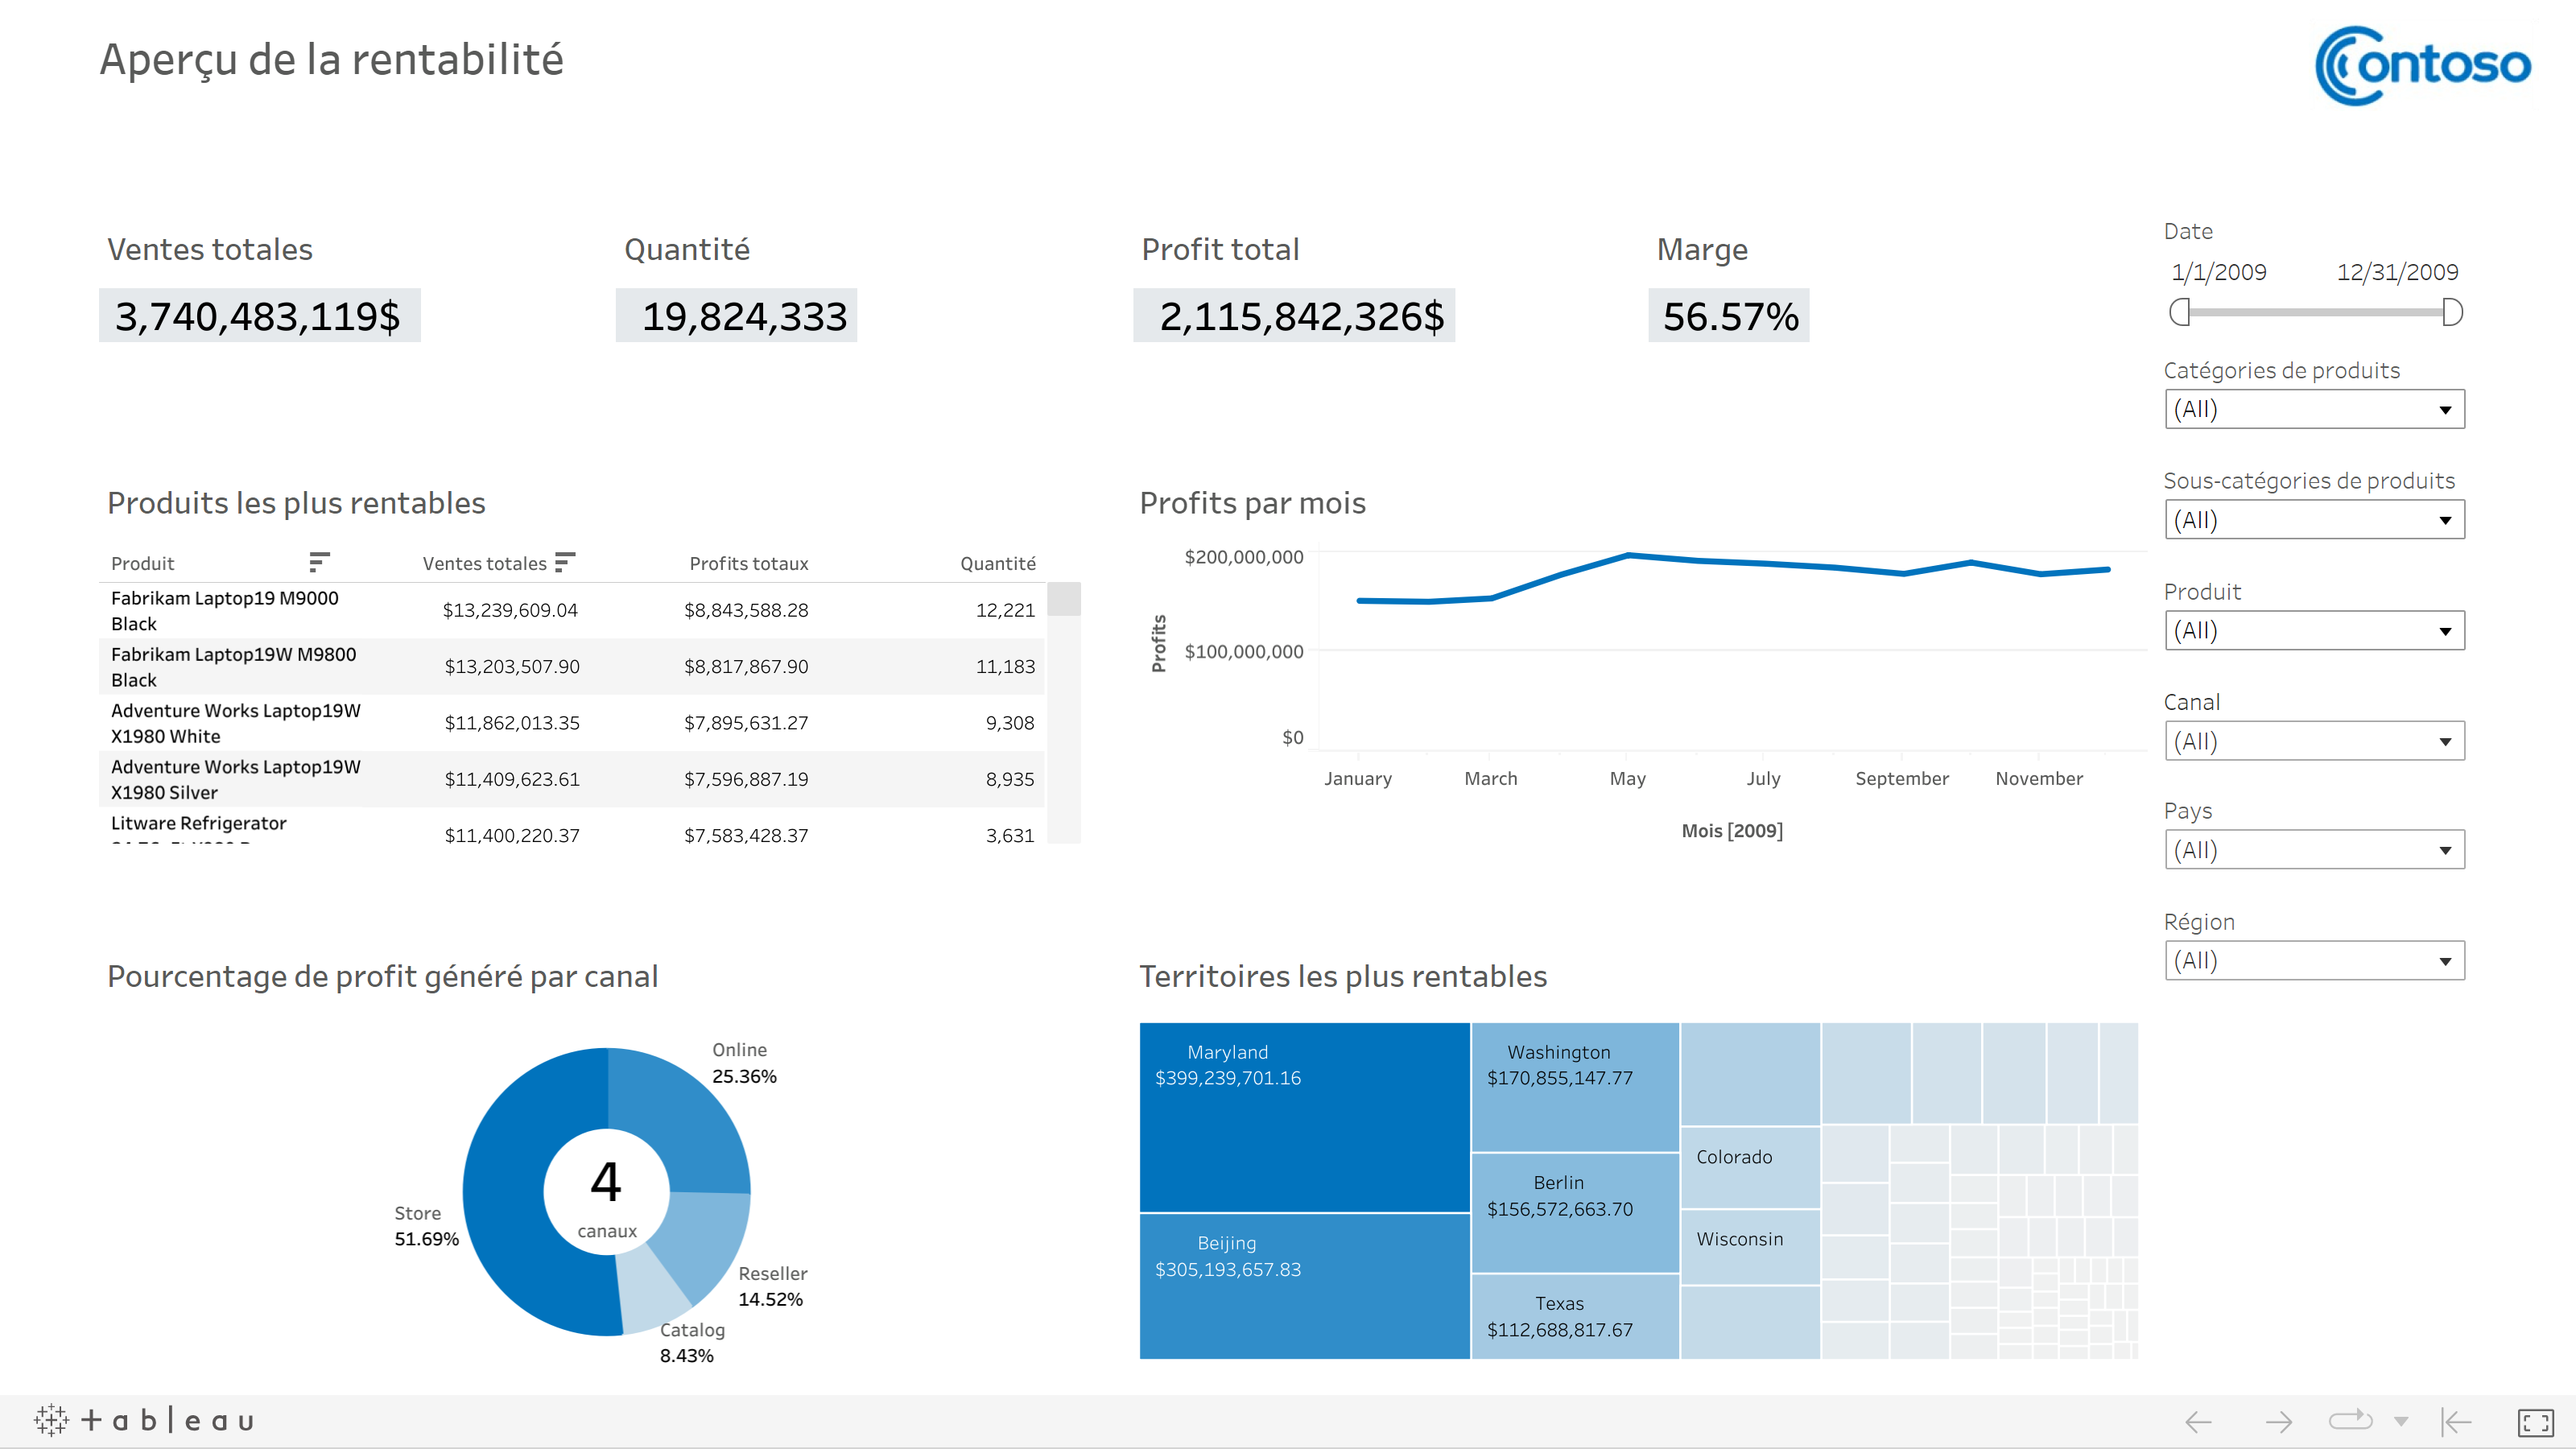 Aperçu de la rentabilité
Contoso
Ventes totales
3,740,483,119$
Quantité
19,824,333
Profit total
2,115,842,326$
Marge
56.57%
Date
1/1/2009 12/31/2009
Catégories de produits
(All)
Sous-catégories de produits
(All)
Produit
(All)
Canal
(All)
Pays
(All)
Région
(All)
Produits les plus rentables
Produit Ventes totales Profits totaux Quantité
Fabrikam Laptop19 M9000
Black
$13,239,609.04 $8,843,588.28 12,221
Fabrikam Laptop19W M9800
Black
$13,203,507.90 $8,817,867.90 11,183
Adventure Works Laptop19W
X1980 White
$11,862,013.35 $7,895,631.27 9,308
Adventure Works Laptop19W
X1980 Silver
$11,409,623.61 $7,596,887.19 8,935
Litware Refrigerator
$11,400,220.37 $7,583,428.37 3,631
Profits par mois
Profits
$200,000,000
$100,000,000
$0
January March May July September November
Mois [2009]
Pourcentage de profit généré par canal
Online
25.36%
Store
51.69%
4
canaux
Reseller
14.52%
Catalog
8.43%
Territoires les plus rentables
Maryland
$399,239,701.16
Beijing
$305,193,657.83
Washington
$170,855,147.77
Berlin
$156,572,663.70
Texas
$112,688,817.67
Colorado
Wisconsin
+ableau